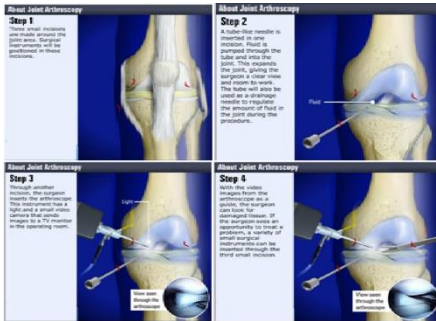 About Joint Arthroscopy
Step 1
Three small incisions
are made around the
joint area. Surgical
instruments will be
positioned in these
incisions.
About Joint Arthroscopy
Step 2
A tube-like needle is
inserted in one
incision. Fluid is
pumped through the
tube and into the
joint. This expands
the joint, giving the
surgeon a clear view
and room to work.
The tube will also be
used as a drainage
needle to regulate
the amount of fluid in
the joint during the
procedure.
Fluid
About Joint Arthroscopy
Step 3
Through another
incision, the surgeon
inserts the arthroscope.
This instrument has a
light and a small video
camera that sends
images to a TV monitor
in the operating room.
Light
View seen
through the
arthroscope
About Joint Arthroscopy
Step 4
With the video
images from the
arthroscope as a
guide, the surgeon
can look for
damaged tissue. If
the surgeon sees an
opportunity to treat a
problem, a variety of
small surgical
instruments can be
inserted through the
third small incision.
View seen
through the
arthroscope